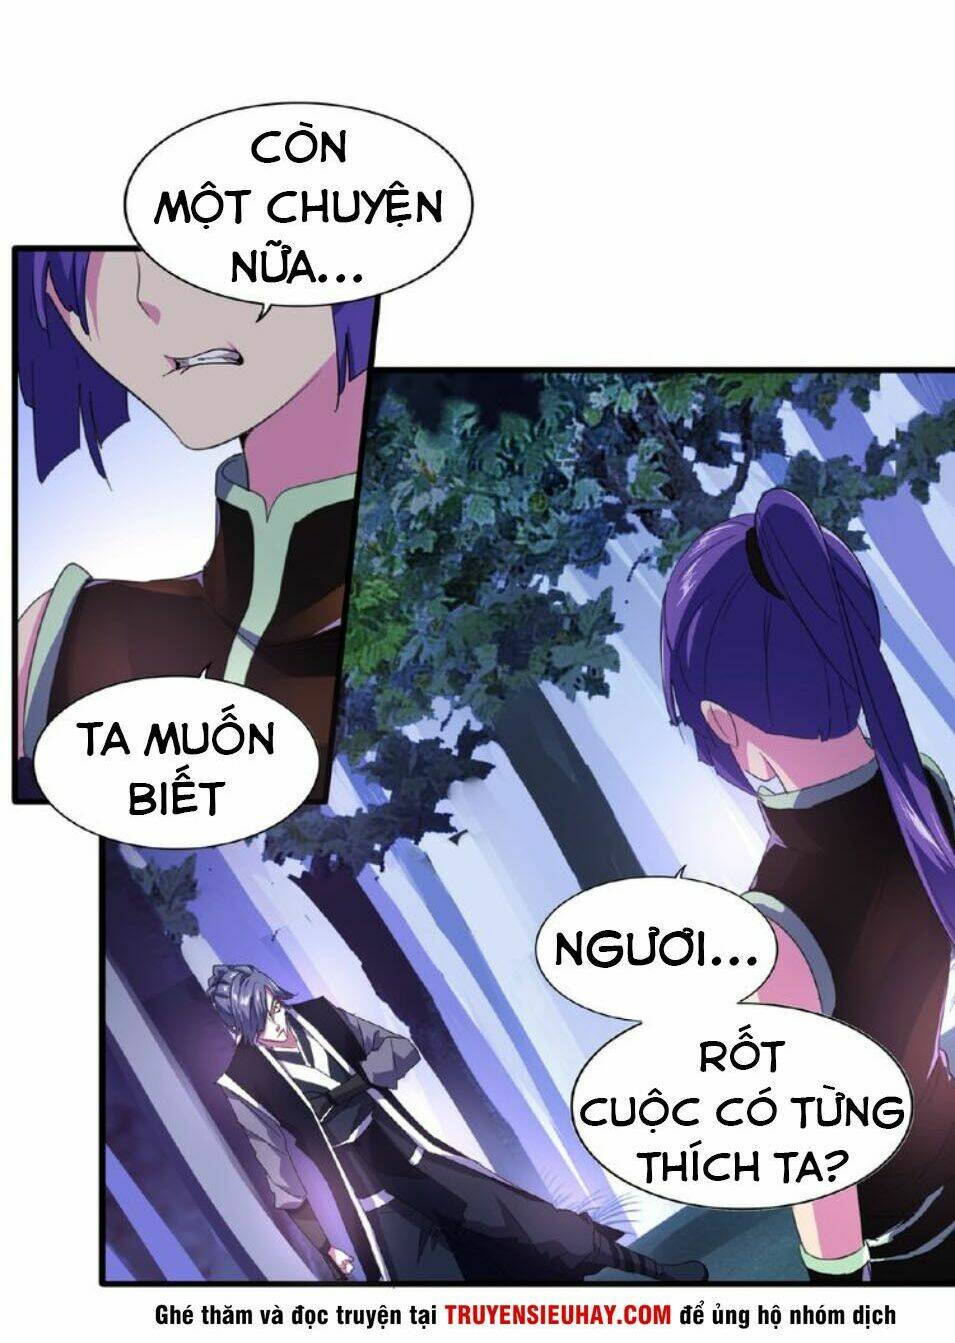 CÒN
MỘT CHUYỆN
NỮA...
TA MUỐN
BIẾT
NGƯƠI...
RỐT
CUỘC CÓ TỪNG
THÍCH TA?
Ghé thăm và đọc truyện tại TRUYENSIEUHAY.COM để ủng hộ nhóm dịch